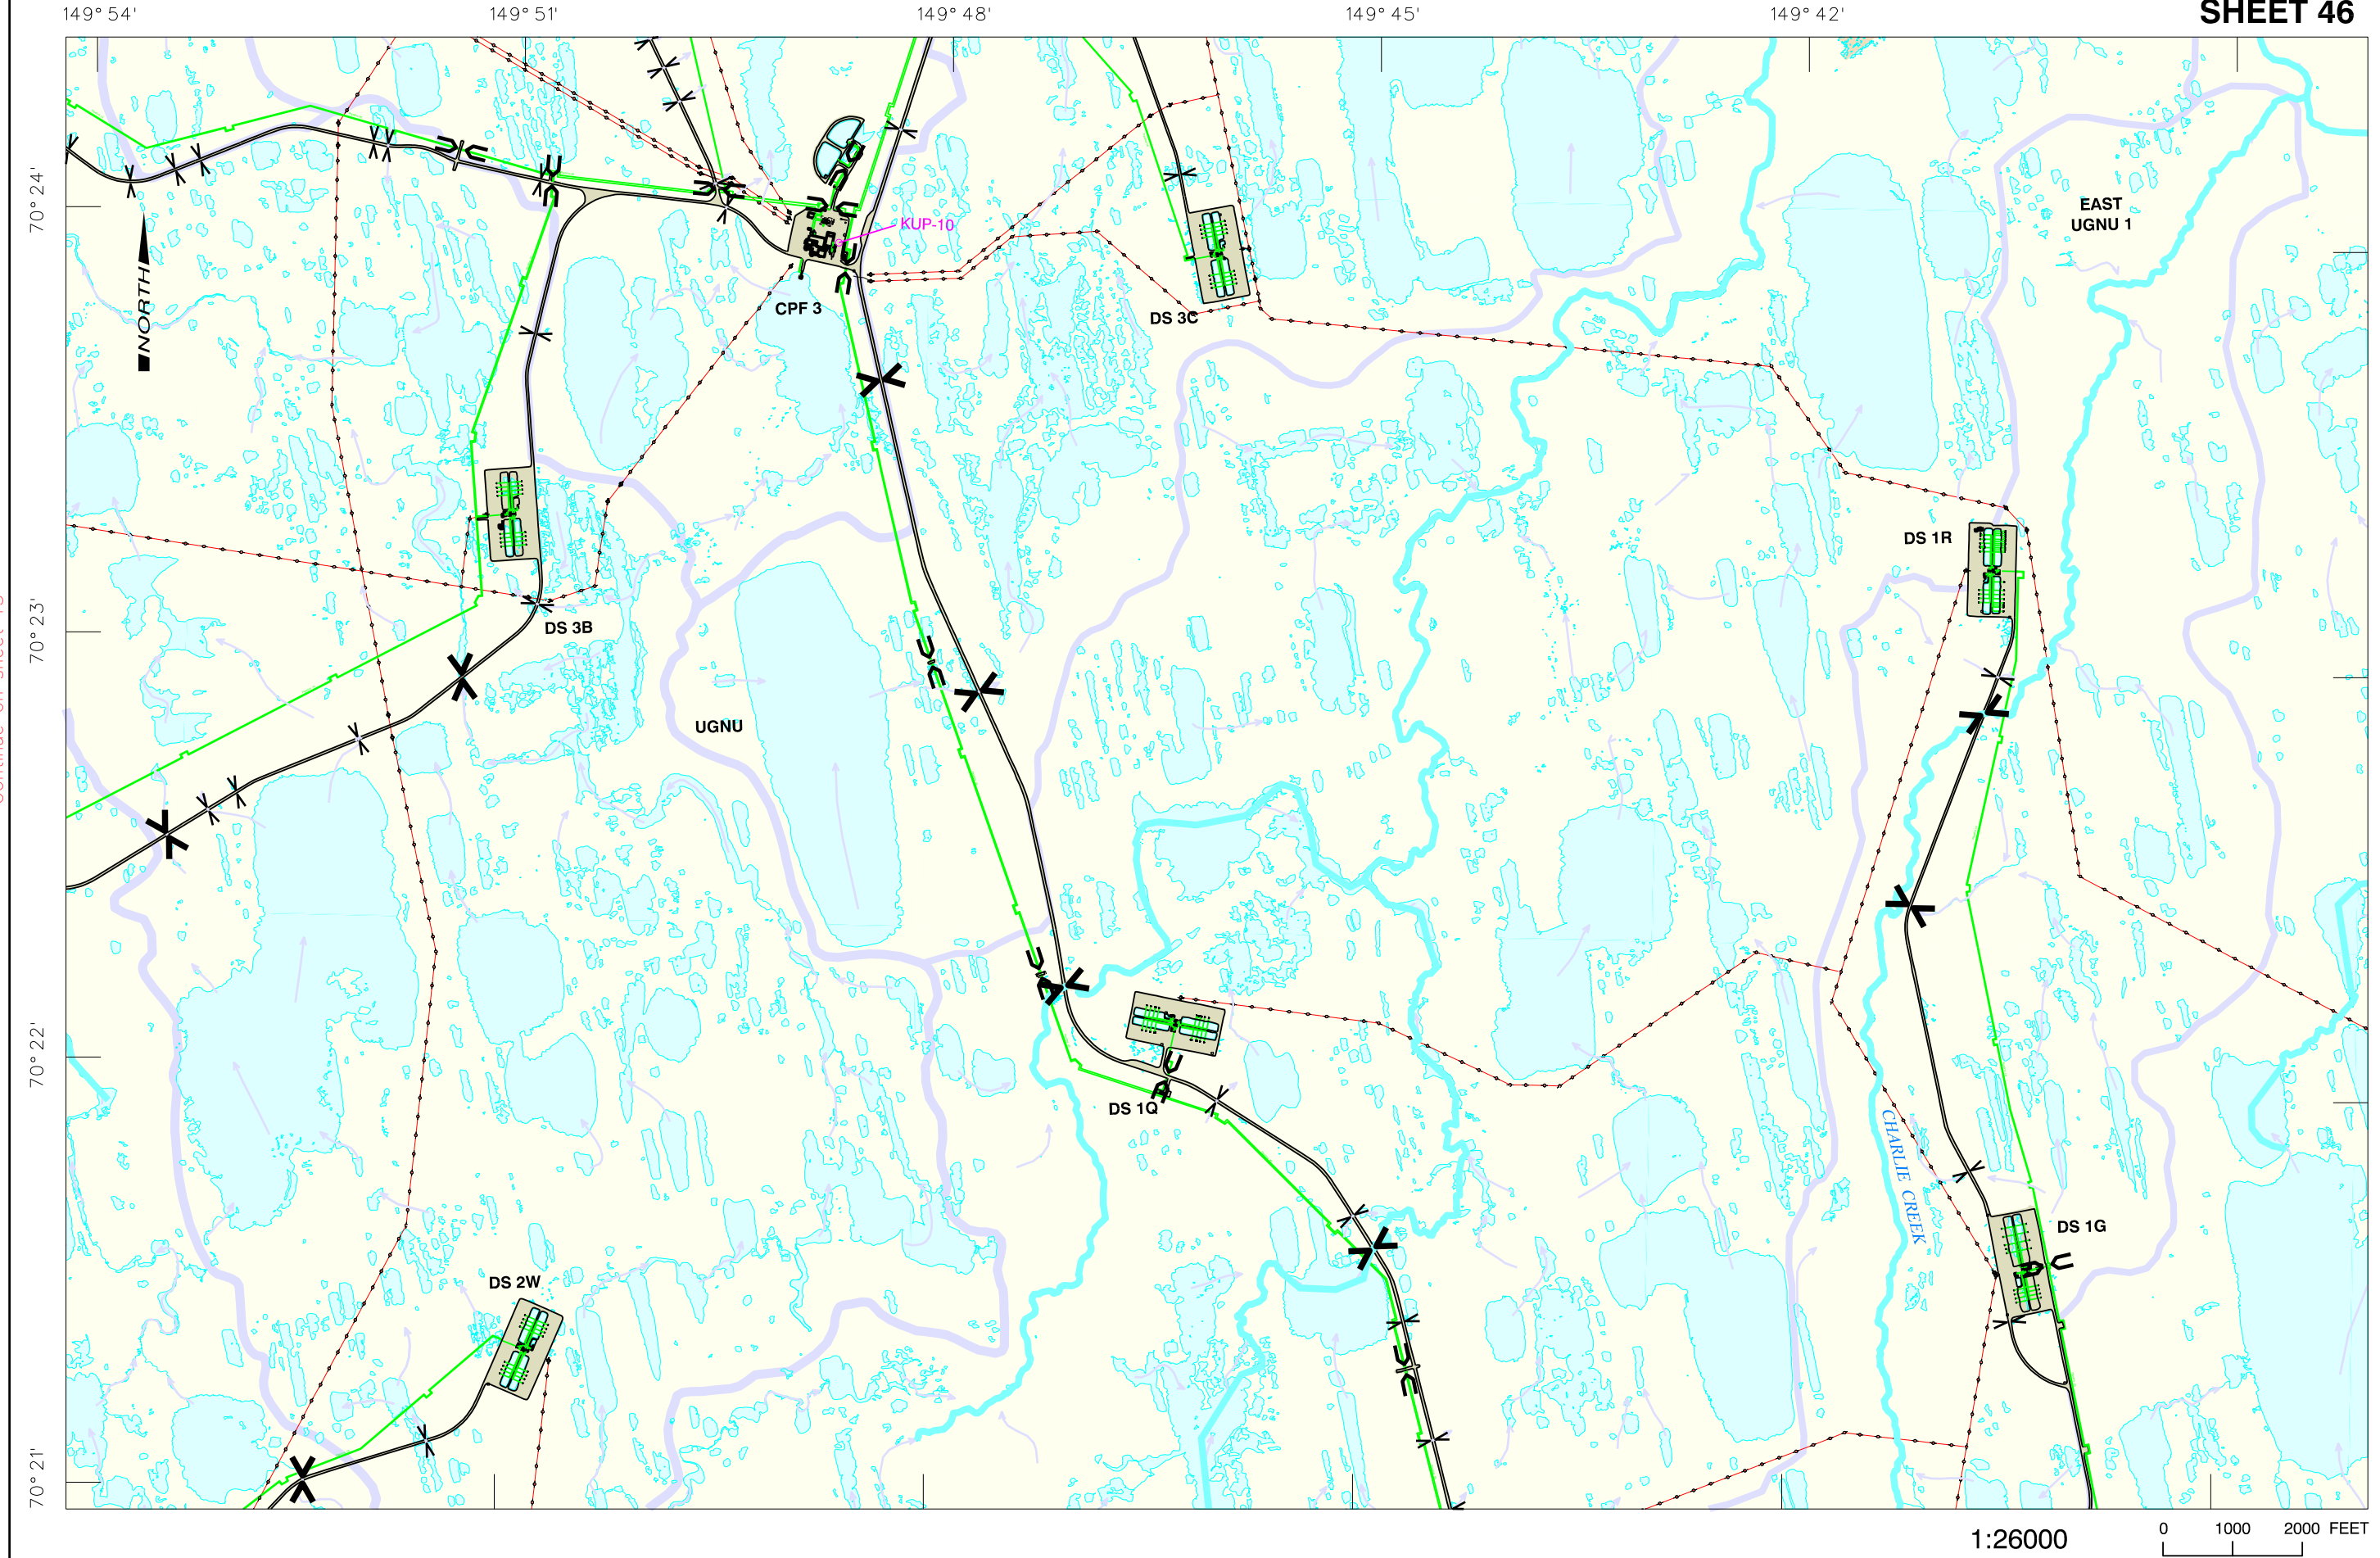 149° 54'
149° 51'
149° 48'
149° 45'
149° 42'
SHEET 46
70° 24'
NORTH
KUP-10
EAST
UGNU 1
CPF 3
DS 3C
DS 1R
70° 23'
DS 3B
UGNU
70° 22'
DS 1Q
CHARLIE CREEK
DS 1G
DS 2W
70° 21'
1:26000
0 1000 2000 FEET